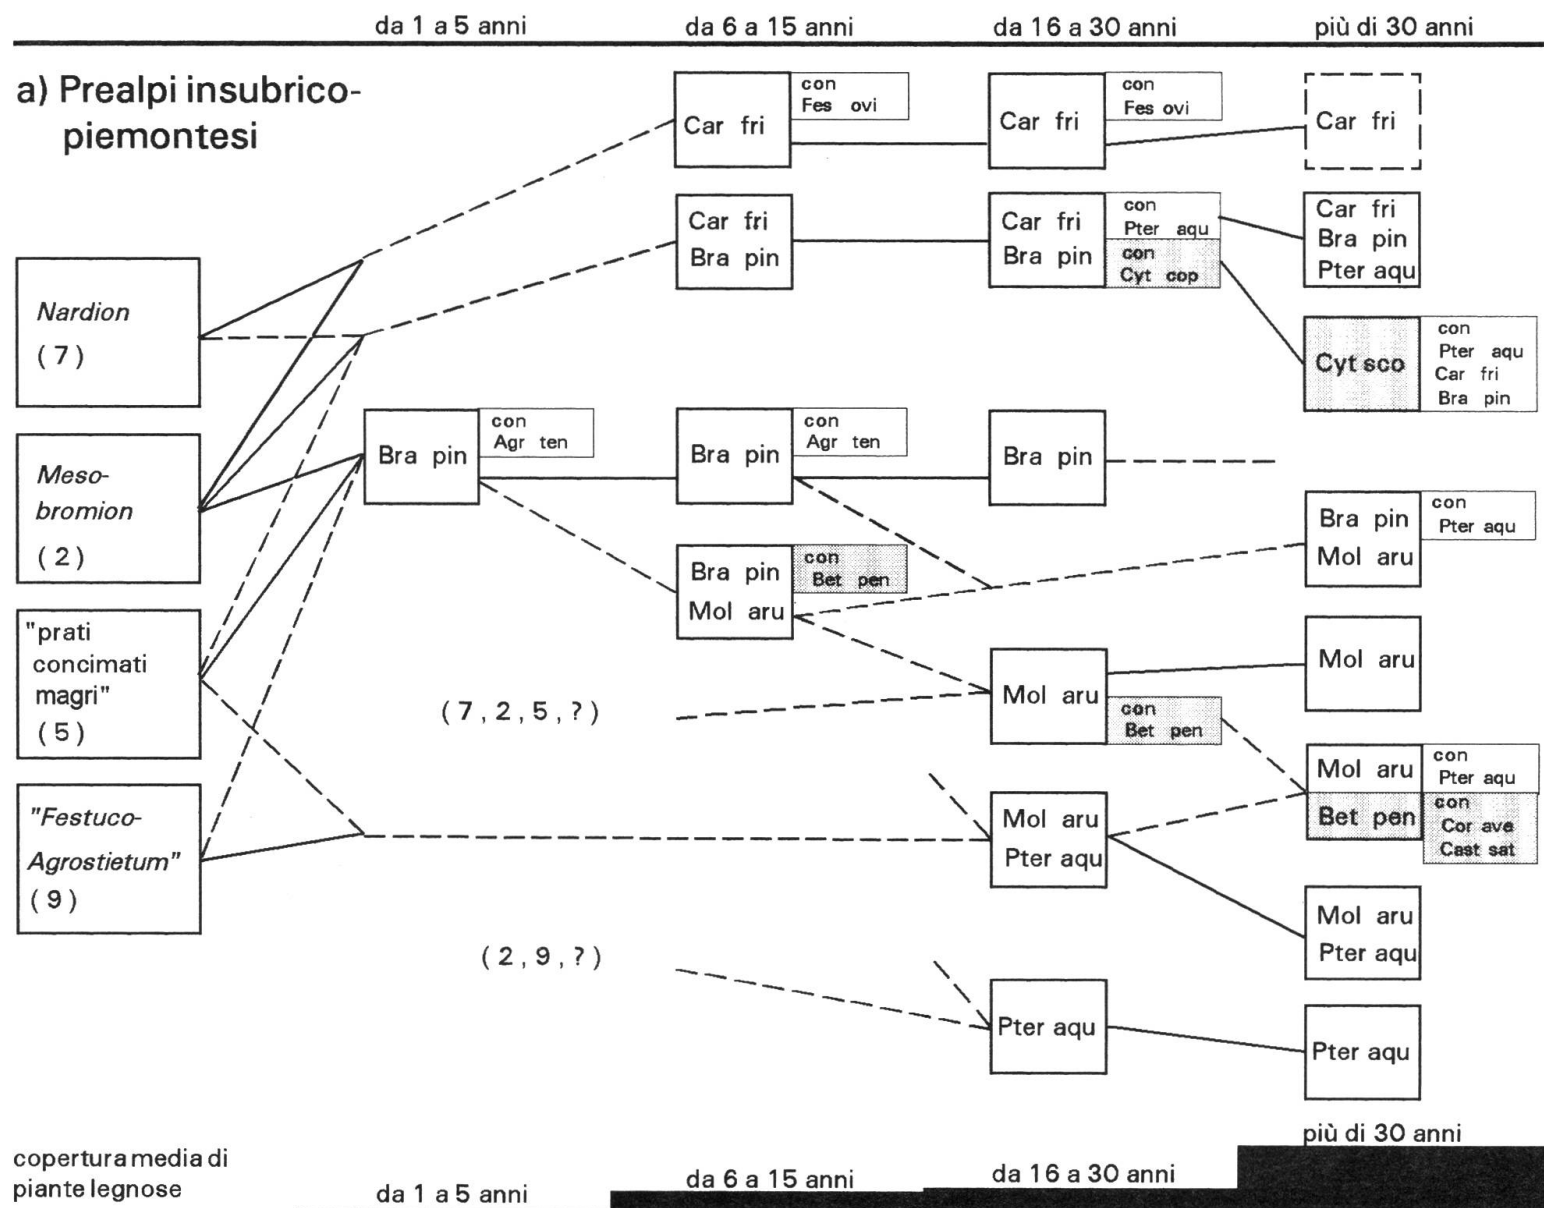 da 1 a 5 anni
da 6 a 15 anni
da 16 a 30 anni
più di 30 anni
a) Prealpi insubrico-
piemontesi
Nardion
(7)
Meso-
bromion
(2)
"prati
concimati
magri"
(5)
"Festuco-
Agrostietum"
(9)
Bra pin
con
Agr ten
(7, 2, 5, ?)
(2, 9, ?)
Car fri
con
Fes ovi
Car fri
Bra pin
Bra pin
con
Agr ten
Bra pin
Mol aru
con
Bet pen
Car fri
con
Fes ovi
Car fri
Bra pin
con
Pter aqu
con
Cyt cop
Bra pin
Mol aru
con
Bet pen
Mol aru
Pter aqu
Pter aqu
Car fri
Car fri
Bra pin
Pter aqu
Cyt sco
con
Pter aqu
Car fri
Bra pin
Bra pin
Mol aru
con
Pter aqu
Mol aru
Mol aru
con
Pter aqu
Bet pen
con
Cor ave
Cast sat
Mol aru
Pter aqu
Pter aqu
copertura media di
piante legnose
da 1 a 5 anni
da 6 a 15 anni
da 16 a 30 anni
più di 30 anni